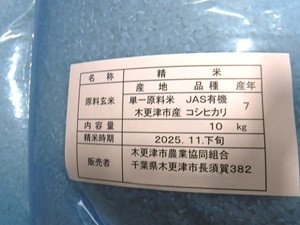 名称 精米
産地 品種 産年
原料玄米 単一原料米 JAS有機
木更津市産 コシヒカリ 7
内容量 10 kg
精米時期 2025.11.下旬
販売者 木更津市農業協同組合
千葉県木更津市長須賀382